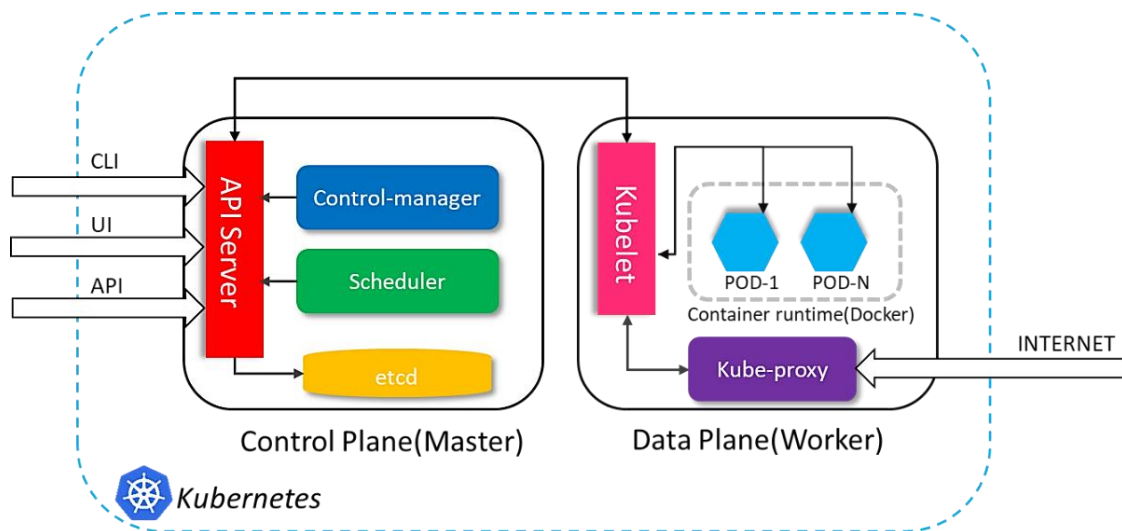 CLI
UI
API
API Server
Control-manager
Scheduler
etcd
Control Plane(Master)
Kubelet
POD-1
POD-N
Container runtime(Docker)
Kube-proxy
INTERNET
Data Plane(Worker)
Kubernetes